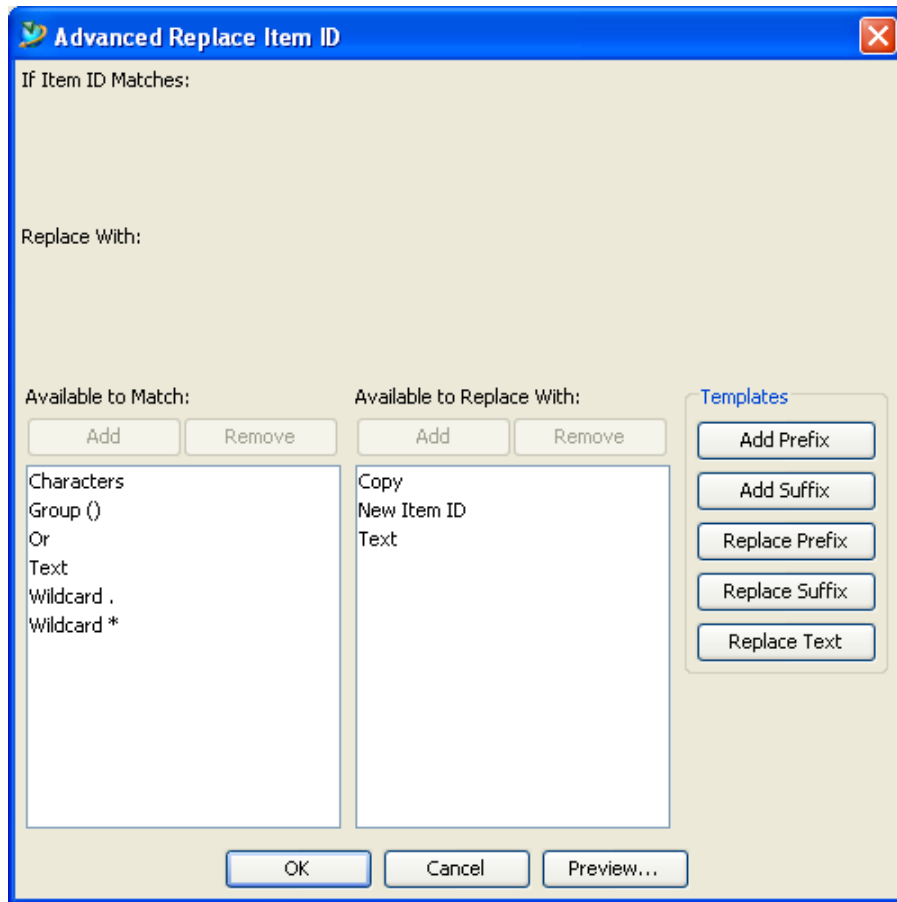 Advanced Replace Item ID
If Item ID Matches:
Replace With:
Available to Match:
Add Remove
Characters
Group ()
Or
Text
Wildcard .
Wildcard *
Available to Replace With:
Add Remove
Copy
New Item ID
Text
Templates
Add Prefix
Add Suffix
Replace Prefix
Replace Suffix
Replace Text
OK Cancel Preview...